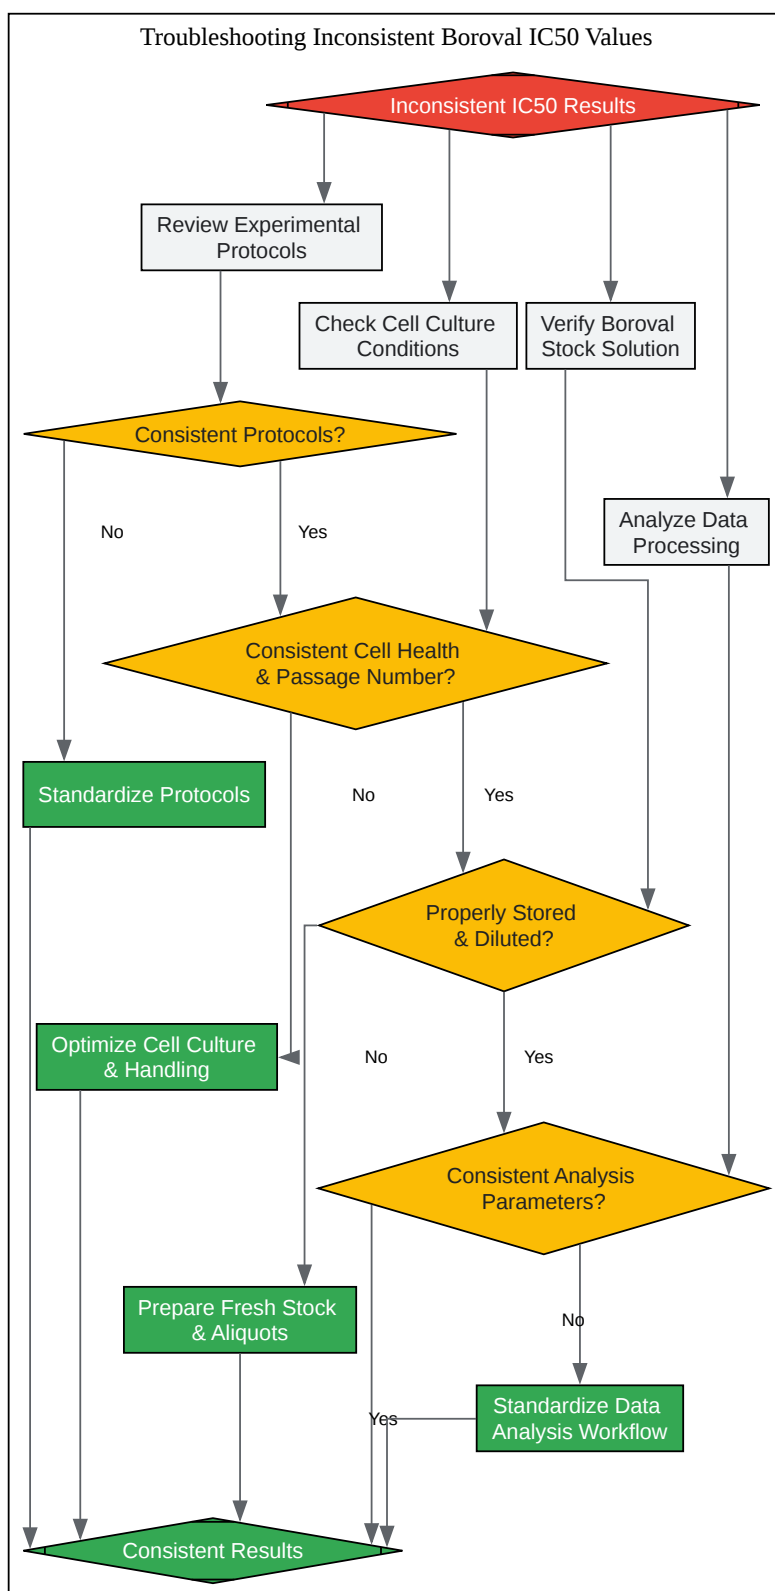 Troubleshooting Inconsistent Boroval IC50 Values
Inconsistent IC50 Results
Review Experimental
Protocols
Check Cell Culture
Conditions
Verify Boroval
Stock Solution
Consistent Protocols?
Analyze Data
Processing
No
Yes
Consistent Cell Health
& Passage Number?
Standardize Protocols
No
Yes
Properly Stored
& Diluted?
Optimize Cell Culture
& Handling
No
Yes
Consistent Analysis
Parameters?
Prepare Fresh Stock
& Aliquots
No
Standardize Data
Analysis Workflow
Yes
Consistent Results